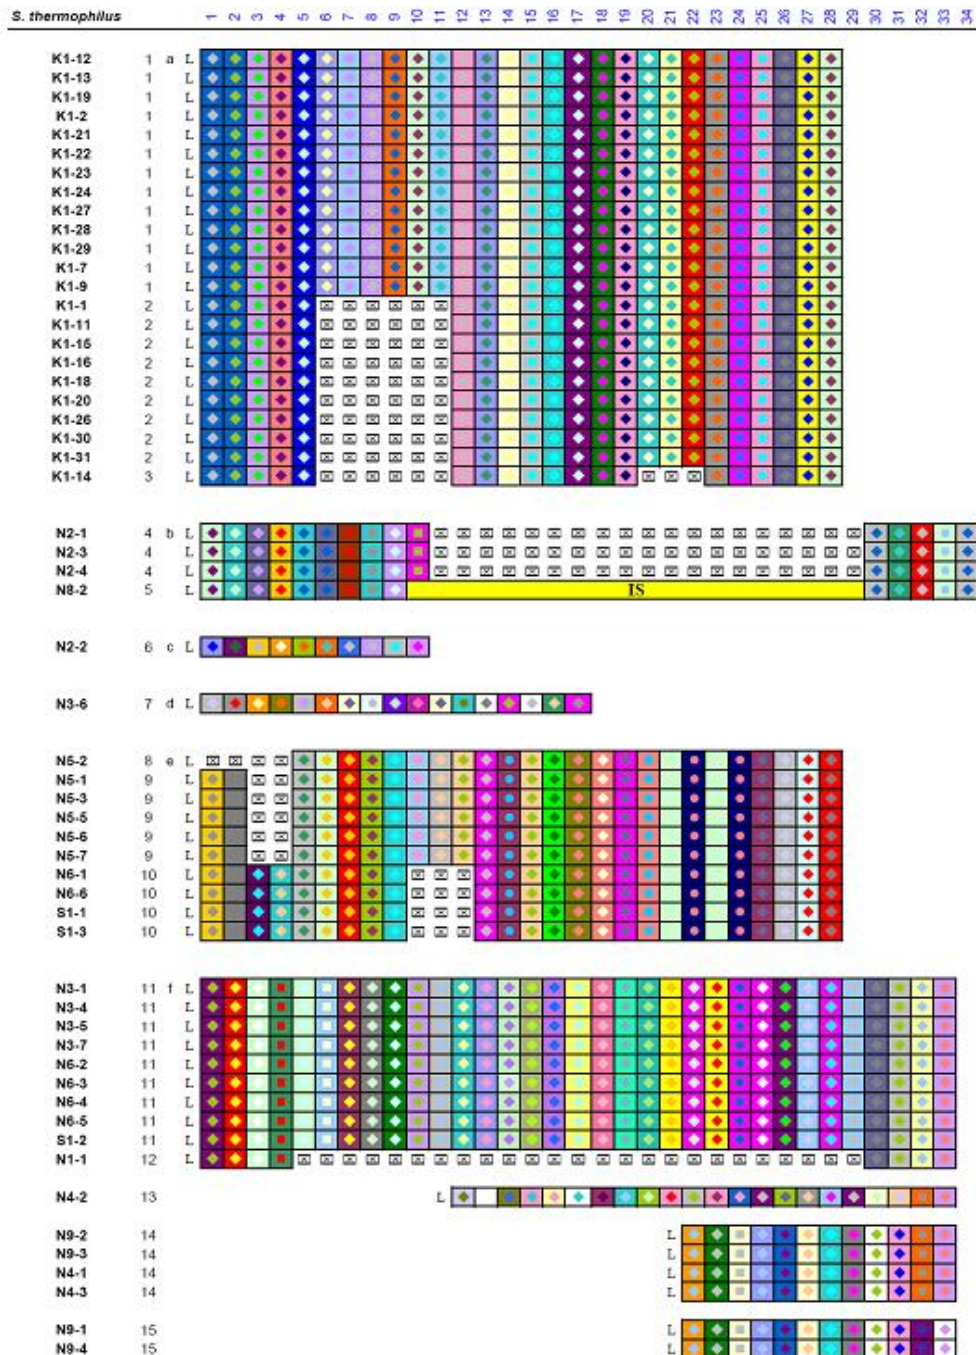 S. thermophilus 1 2 3 4 5 6 7 8 9 10 11 12 13 14 15 16 17 18 19 20 21 22 23 24 25 26 27 28 29 30 31 32 33 34
K1-12 1 a L
K1-13 1 L
K1-19 1 L
K1-2 1 L
K1-21 1 L
K1-22 1 L
K1-23 1 L
K1-24 1 L
K1-27 1 L
K1-28 1 L
K1-29 1 L
K1-7 1 L
K1-9 1 L
K1-1 2 L
K1-11 2 L
K1-15 2 L
K1-16 2 L
K1-18 2 L
K1-20 2 L
K1-26 2 L
K1-30 2 L
K1-31 2 L
K1-14 3 L
N2-1 4 b L
N2-3 4 L
N2-4 4 L
N8-2 5 L IS
N2-2 6 c L
N3-6 7 d L
N5-2 8 e L
N5-1 9 L
N5-3 9 L
N5-5 9 L
N5-6 9 L
N5-7 9 L
N6-1 10 L
N6-6 10 L
S1-1 10 L
S1-3 10 L
N3-1 11 f L
N3-4 11 L
N3-5 11 L
N3-7 11 L
N6-2 11 L
N6-3 11 L
N6-4 11 L
N6-5 11 L
S1-2 11 L
N1-1 12 L
N4-2 13 L
N9-2 14 L
N9-3 14 L
N4-1 14 L
N4-3 14 L
N9-1 15 L
N9-4 15 L